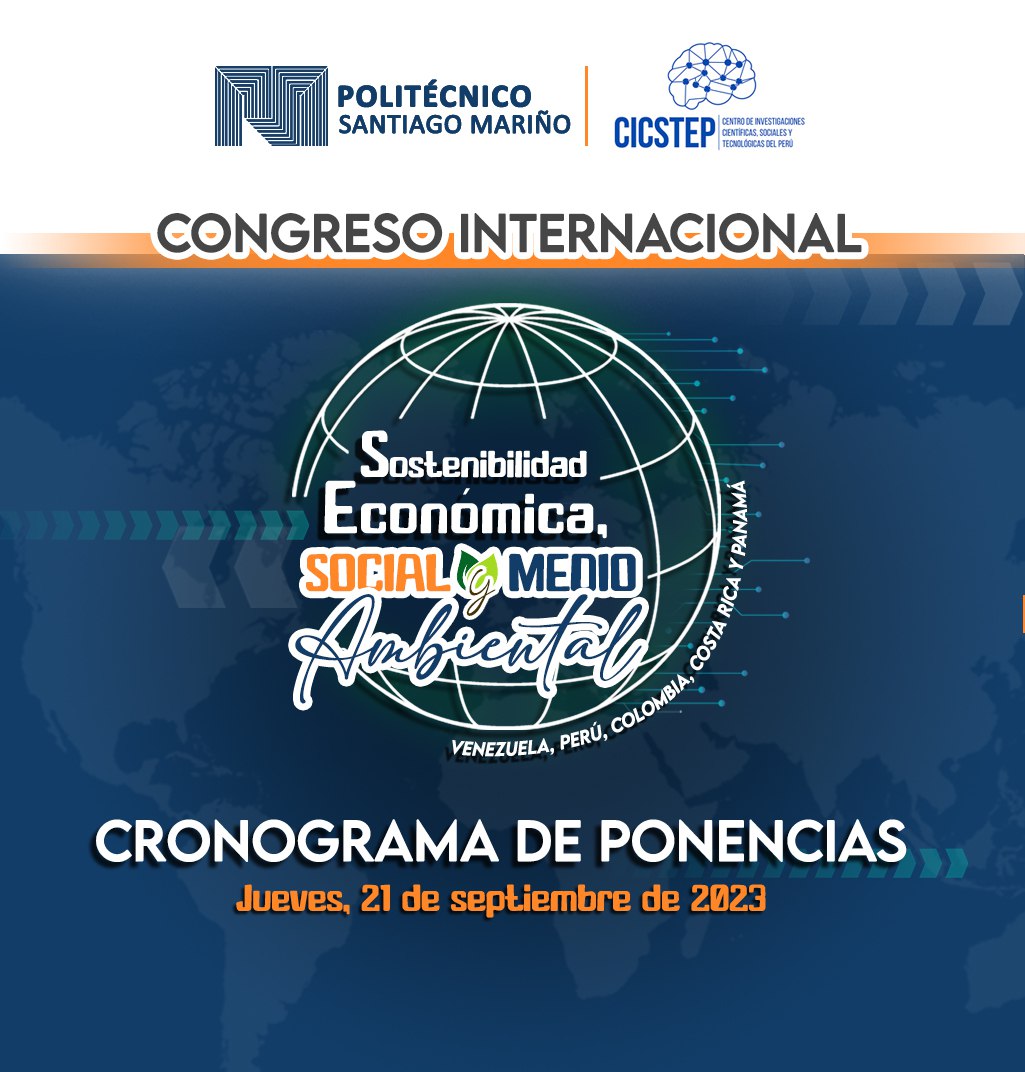 POLITÉCNICO
SANTIAGO MARIÑO
CICSTEP
CENTRO DE INVESTIGACIONES
CIENTÍFICAS, SOCIALES Y
TECNOLÓGICAS DEL PERÚ
CONGRESO INTERNACIONAL
Sostenibilidad
Económica,
SOCIAL y MEDIO
Ambiental
VENEZUELA, PERÚ, COLOMBIA, COSTA RICA Y PANAMÁ
CRONOGRAMA DE PONENCIAS
Jueves, 21 de septiembre de 2023